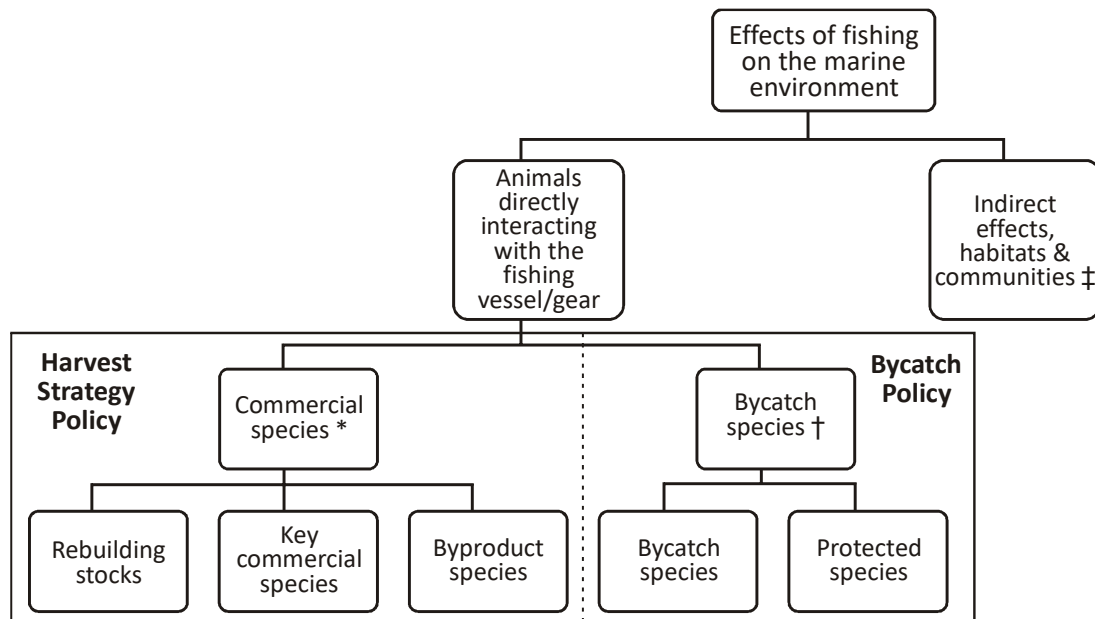 Effects of fishing
on the marine
environment
Animals
directly
interacting
with the
fishing
vessel/gear
Indirect
effects,
habitats &
communities ‡
Harvest
Strategy
Policy
Commercial
species *
Bycatch
species †
Bycatch
Policy
Rebuilding
stocks
Key
commercial
species
Byproduct
species
Bycatch
species
Protected
species